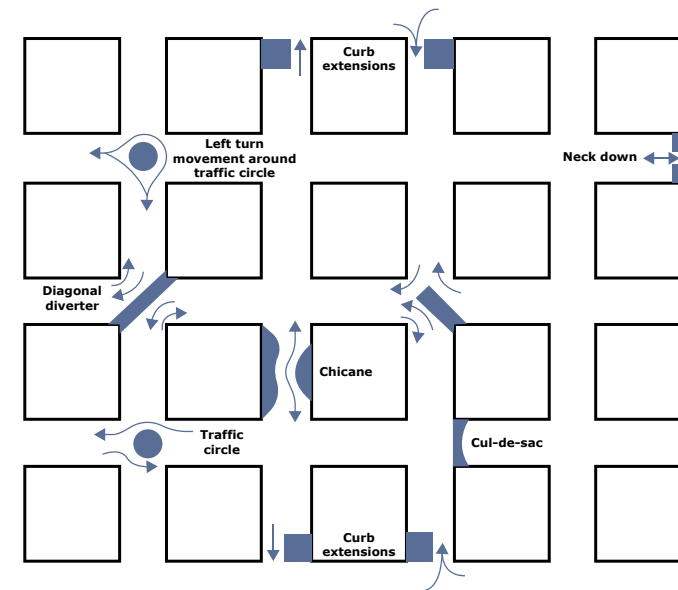 Curb
extensions
Left turn
movement around
traffic circle
Neck down
Diagonal
diverter
Chicane
Traffic
circle
Cul-de-sac
Curb
extensions